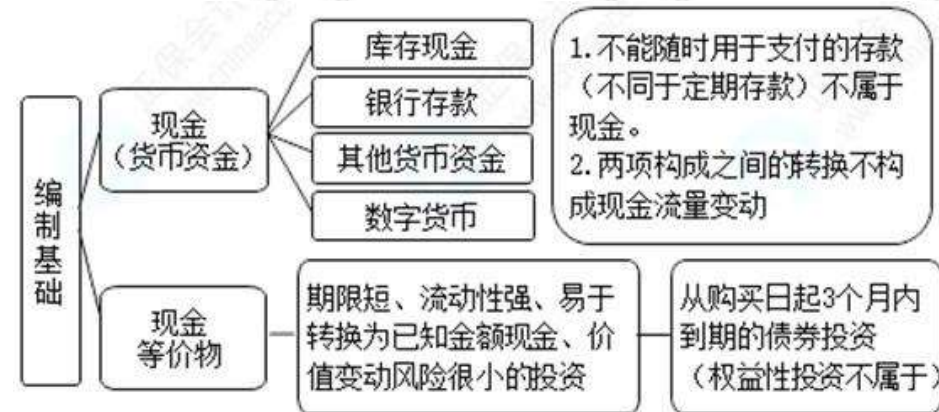 编
制
基
础
现金
（货币资金）
库存现金
银行存款
其他货币资金
数字货币
1.不能随时用于支付的存款
（不同于定期存款）不属于
现金。
2.两项构成之间的转换不构
成现金流量变动
现金
等价物
期限短、流动性强、易于
转换为已知金额现金、价
值变动风险很小的投资
从购买日起3个月内
到期的债券投资
（权益性投资不属于）